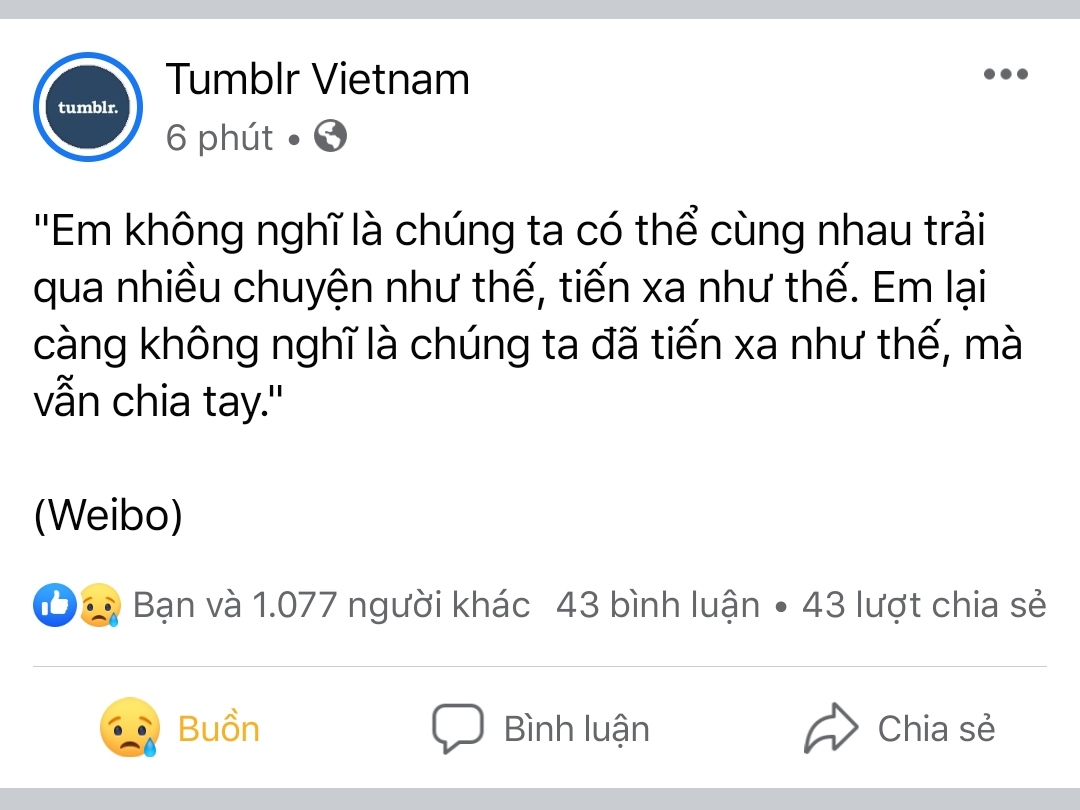 tumblr.
Tumblr Vietnam
6 phút •
"Em không nghĩ là chúng ta có thể cùng nhau trải
qua nhiều chuyện như thế, tiến xa như thế. Em lại
càng không nghĩ là chúng ta đã tiến xa như thế, mà
vẫn chia tay."
(Weibo)
Bạn và 1.077 người khác 43 bình luận • 43 lượt chia sẻ
Buồn Bình luận Chia sẻ